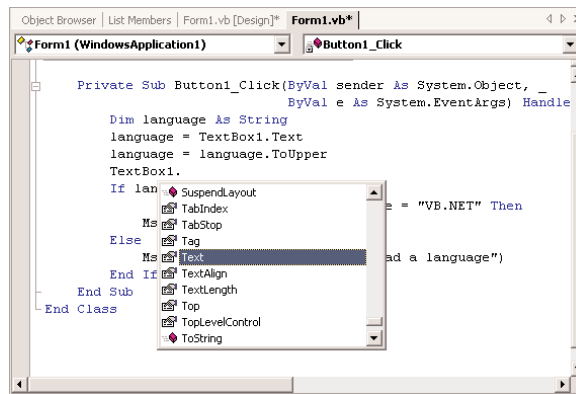 Object Browser | List Members | Form1.vb [Design]* | Form1.vb*
Form1 (WindowsApplication1) Button1_Click
Private Sub Button1_Click(ByVal sender As System.Object, _
ByVal e As System.EventArgs) Handle
Dim language As String
language = TextBox1.Text
language = language.ToUpper
TextBox1.
If lan = "VB.NET" Then
Ms
Else
Ms ad a language")
End If
End Sub
End Class
SuspendLayout
TabIndex
TabStop
Tag
Text
TextAlign
TextLength
Top
TopLevelControl
ToString